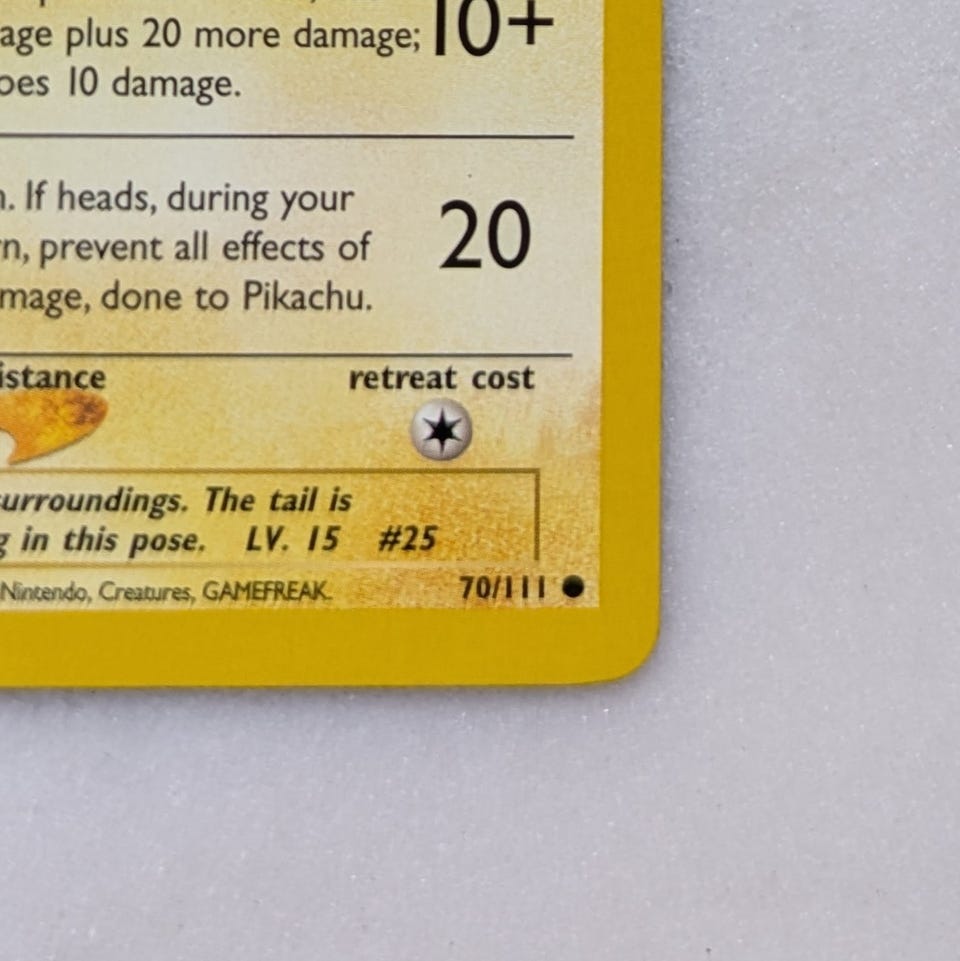 age plus 20 more damage; 10+
oes 10 damage.
n. If heads, during your
rn, prevent all effects of 20
mage, done to Pikachu.
istance retreat cost
surroundings. The tail is
g in this pose. LV. 15 #25
Nintendo, Creatures, GAMEFREAK. 70/111